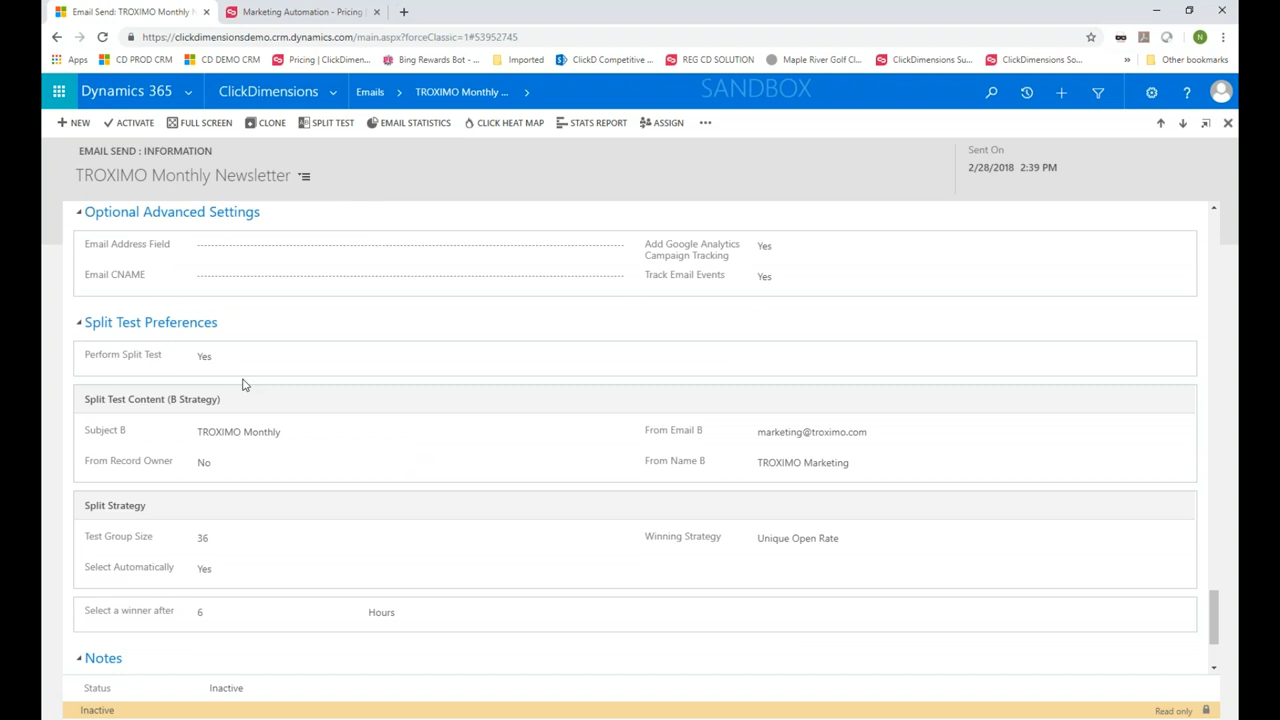 Email Send: TROXIMO Monthly N
Marketing Automation - Pricing |
https://clickdimensionsdemo.crm.dynamics.com/main.aspx?forceClassic=1#53952745
N
Apps
CD PROD CRM
CD DEMO CRM
Pricing | ClickDimen...
Bing Rewards Bot - ...
Imported
ClickD Competitive ...
REG CD SOLUTION
Maple River Golf Cl...
ClickDimensions Su...
ClickDimensions So...
Other bookmarks
Dynamics 365
ClickDimensions
Emails
TROXIMO Monthly ...
SANDBOX
NEW
ACTIVATE
FULL SCREEN
CLONE
SPLIT TEST
EMAIL STATISTICS
CLICK HEAT MAP
STATS REPORT
ASSIGN
EMAIL SEND : INFORMATION
TROXIMO Monthly Newsletter
Sent On
2/28/2018 2:39 PM
Optional Advanced Settings
Email Address Field
Add Google Analytics
Campaign Tracking
Yes
Email CNAME
Track Email Events
Yes
Split Test Preferences
Perform Split Test
Yes
Split Test Content (B Strategy)
Subject B
TROXIMO Monthly
From Email B
marketing@troximo.com
From Record Owner
No
From Name B
TROXIMO Marketing
Split Strategy
Test Group Size
36
Winning Strategy
Unique Open Rate
Select Automatically
Yes
Select a winner after
6
Hours
Notes
Status
Inactive
Inactive
Read only